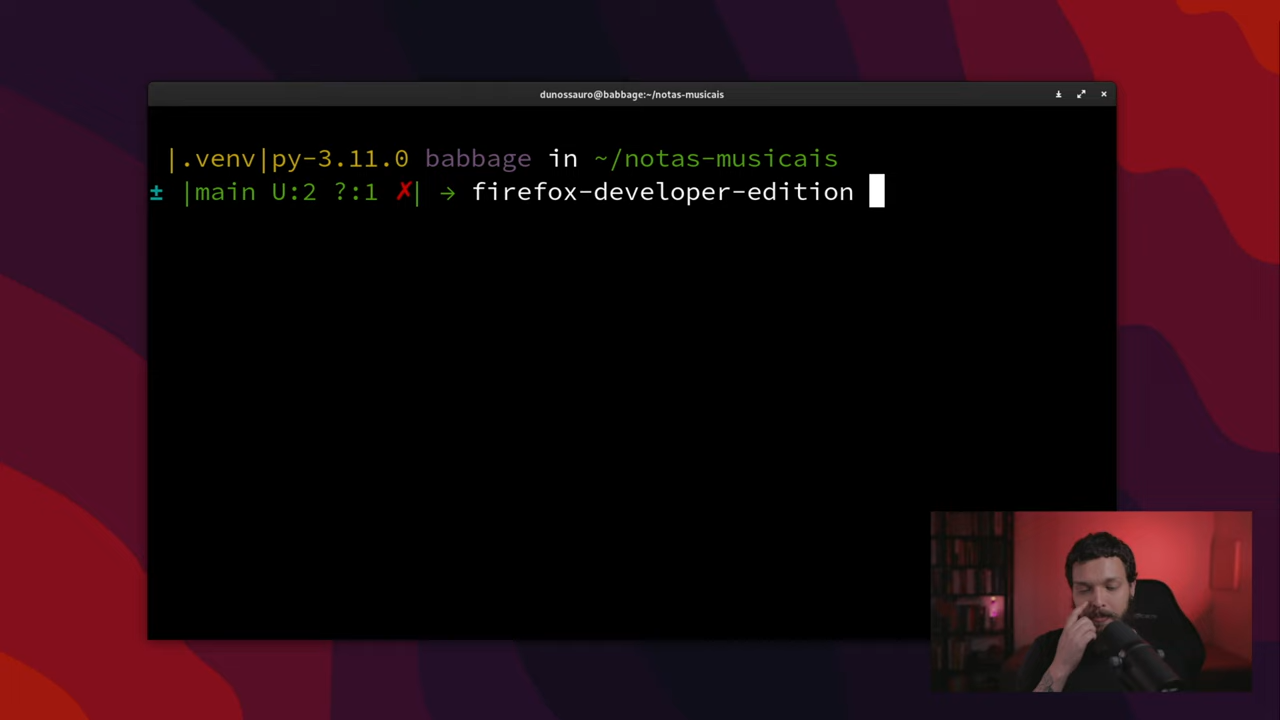 dunossauro@babbage:~/notas-musicais
|.venv|py-3.11.0 babbage in ~/notas-musicais
± |main U:2 ?:1 ✗| → firefox-developer-edition